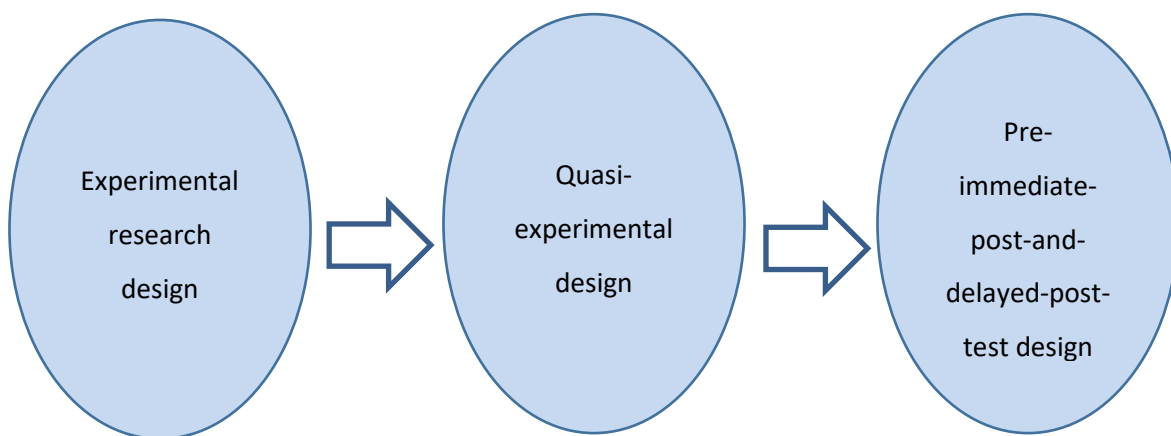 Experimental
research
design
Quasi-
experimental
design
Pre-
immediate-
post-and-
delayed-post-
test design